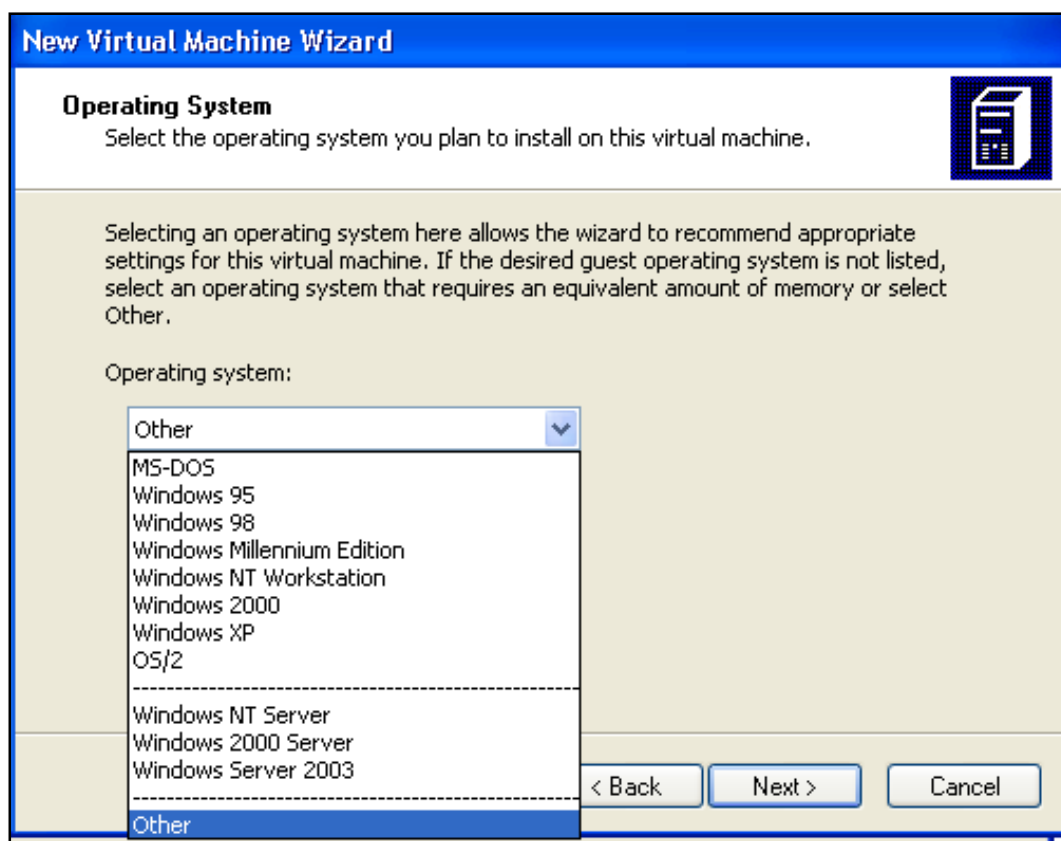 New Virtual Machine Wizard
Operating System
Select the operating system you plan to install on this virtual machine.
Selecting an operating system here allows the wizard to recommend appropriate
settings for this virtual machine. If the desired guest operating system is not listed,
select an operating system that requires an equivalent amount of memory or select
Other.
Operating system:
Other
MS-DOS
Windows 95
Windows 98
Windows Millennium Edition
Windows NT Workstation
Windows 2000
Windows XP
OS/2
Windows NT Server
Windows 2000 Server
Windows Server 2003
Other
< Back Next > Cancel